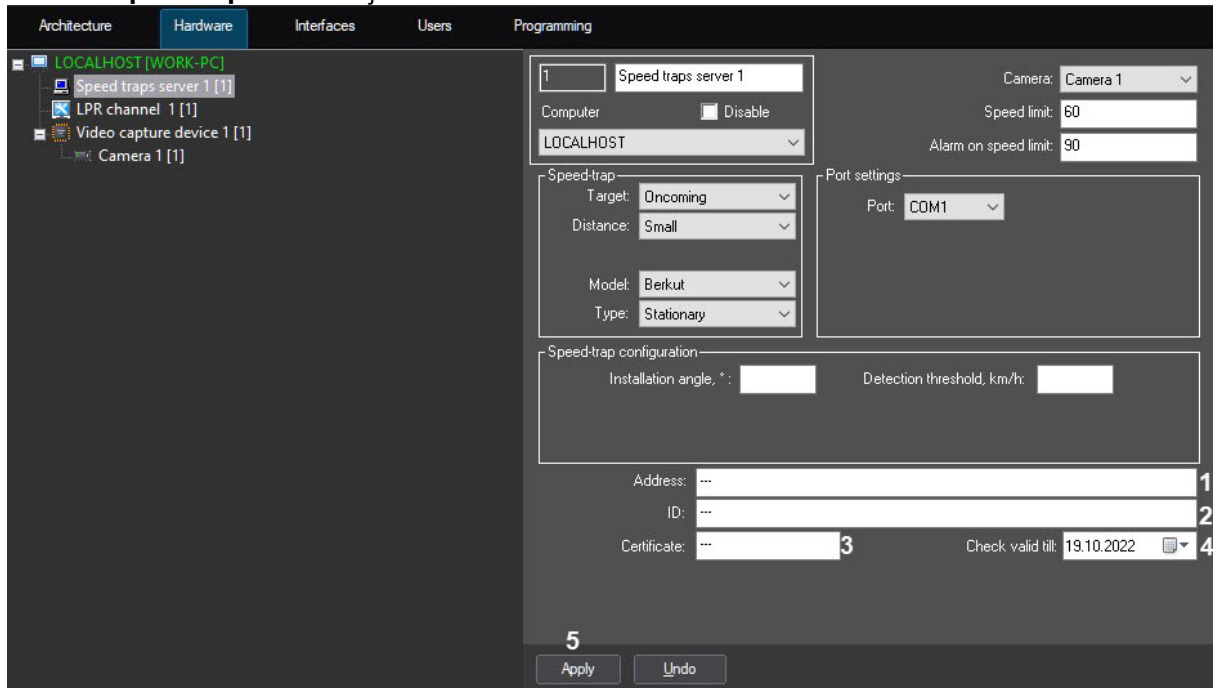 Architecture Hardware Interfaces Users Programming
LOCALHOST [WORK-PC]
Speed traps server 1 [1]
LPR channel 1 [1]
Video capture device 1 [1]
Camera 1 [1]
1 Speed traps server 1
Computer Disable
LOCALHOST
Camera: Camera 1
Speed limit: 60
Alarm on speed limit: 90
Speed-trap
Target: Oncoming
Distance: Small
Model: Berkut
Type: Stationary
Port settings
Port: COM1
Speed-trap configuration
Installation angle, ° : Detection threshold, km/h:
Address: --- 1
ID: --- 2
Certificate: --- 3 Check valid till: 19.10.2022 4
5
Apply Undo